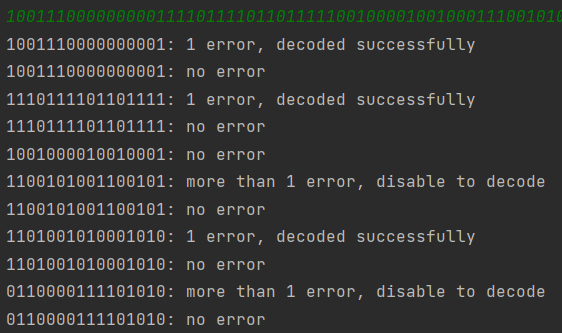 10011100000000011110111101101111100100001001000111001010
1001110000000001: 1 error, decoded successfully
1001110000000001: no error
1110111101101111: 1 error, decoded successfully
1110111101101111: no error
1001000010010001: no error
1100101001100101: more than 1 error, disable to decode
1100101001100101: no error
1101001010001010: 1 error, decoded successfully
1101001010001010: no error
0110000111101010: more than 1 error, disable to decode
0110000111101010: no error